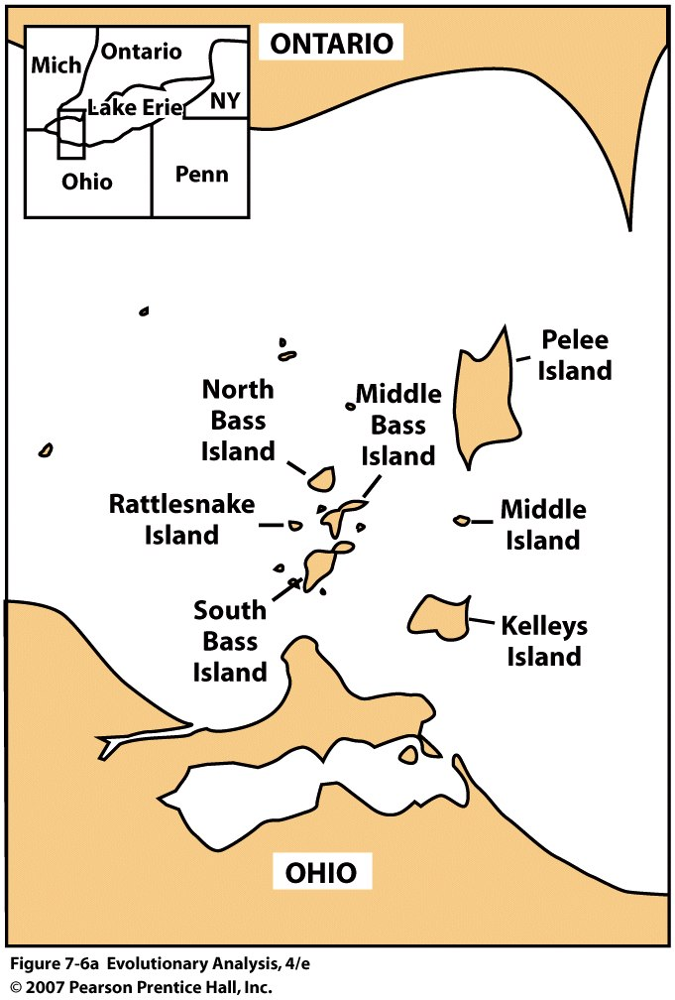 ONTARIO
Mich
Ontario
Lake Erie
NY
Ohio
Penn
Pelee
Island
North
Bass
Island
Middle
Bass
Island
Rattlesnake
Island
Middle
Island
South
Bass
Island
Kelleys
Island
OHIO
Figure 7-6a Evolutionary Analysis, 4/e
© 2007 Pearson Prentice Hall, Inc.